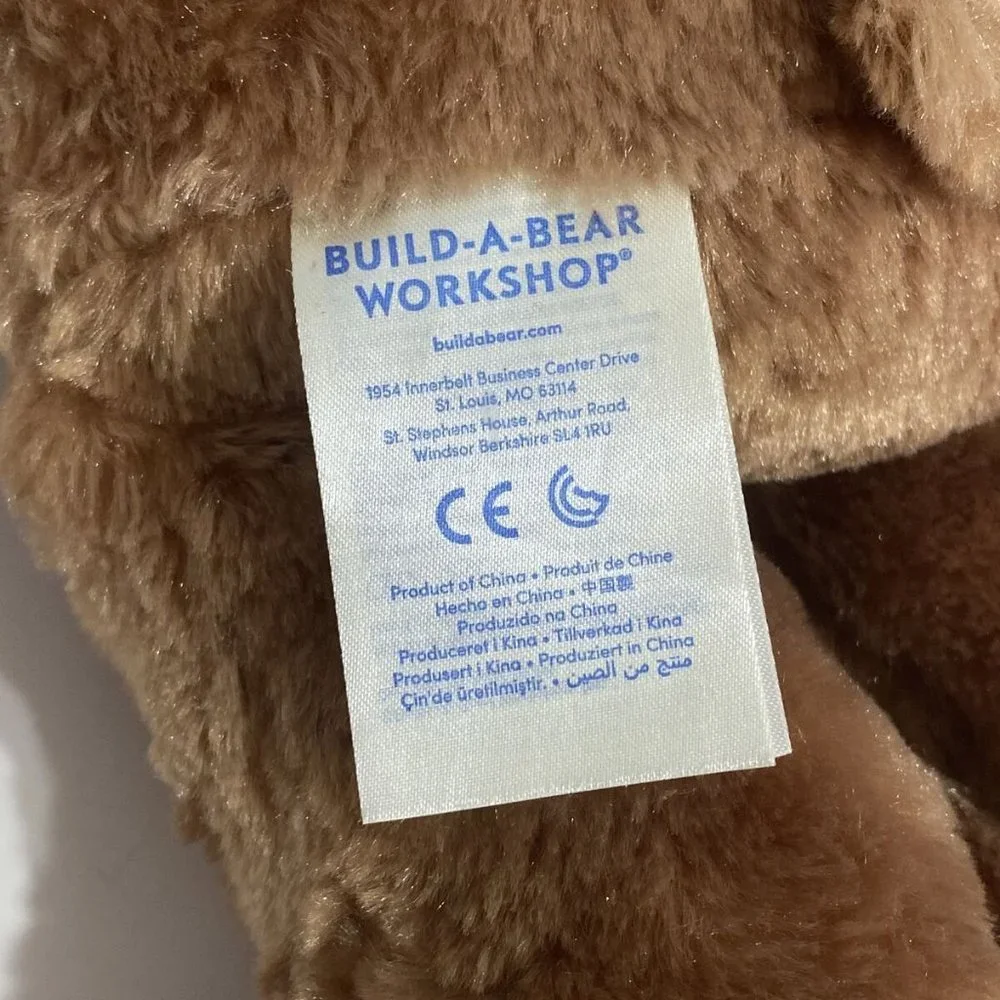 BUILD-A-BEAR
WORKSHOP®
buildabear.com
1954 Innerbelt Business Center Drive
St. Louis, MO 63114
St. Stephens House, Arthur Road,
Windsor Berkshire SL4 1RU
CE
Product of China • Produit de Chine
Hecho en China • 中国製
Produzido na China
Produceret i Kina • Tillverkad i Kina
Produsert i Kina • Produziert in China
Çin'de üretilmiştir. • منتج من الصين